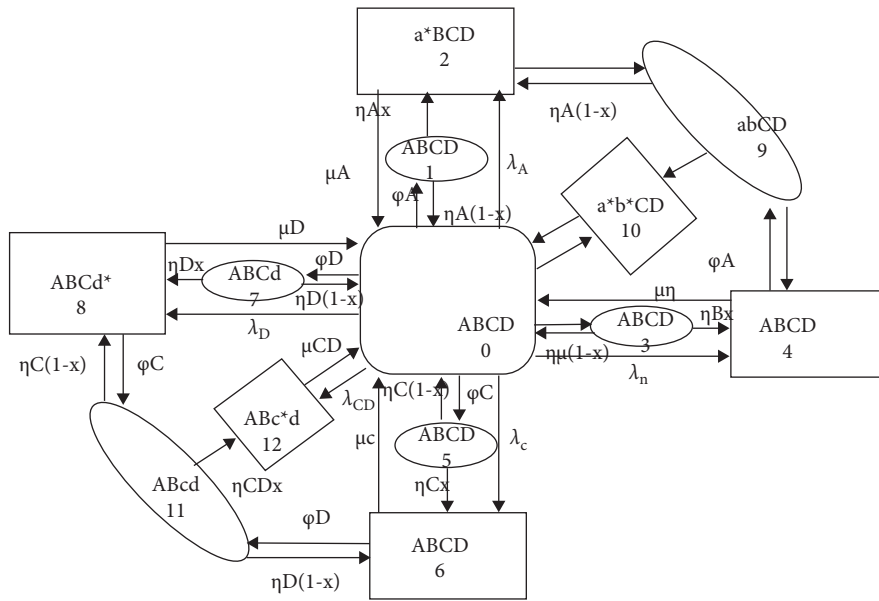 a*BCD
2
ηAx
ηA(1-x)
abCD
9
ABCD
1
μA
λA
φA
ηA(1-x)
a*b*CD
10
φA
μD
ABCd*
8
ηDx
ABCd
7
φD
ηD(1-x)
λD
ABCD
0
μη
ABCD
3
ηBx
ημ(1-x)
λn
ABCD
4
ηC(1-x)
φC
μCD
λCD
ABc*d
12
ηC(1-x)
φC
μc
ABCD
5
λc
ηCx
ABcd
11
ηCDx
φD
ηD(1-x)
ABCD
6